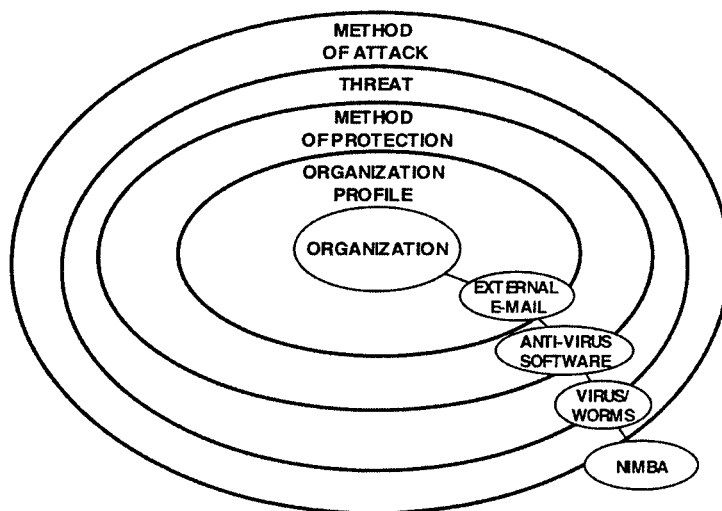 METHOD
OF ATTACK
THREAT
METHOD
OF PROTECTION
ORGANIZATION
PROFILE
ORGANIZATION
EXTERNAL
E-MAIL
ANTI-VIRUS
SOFTWARE
VIRUS/
WORMS
NIMBA